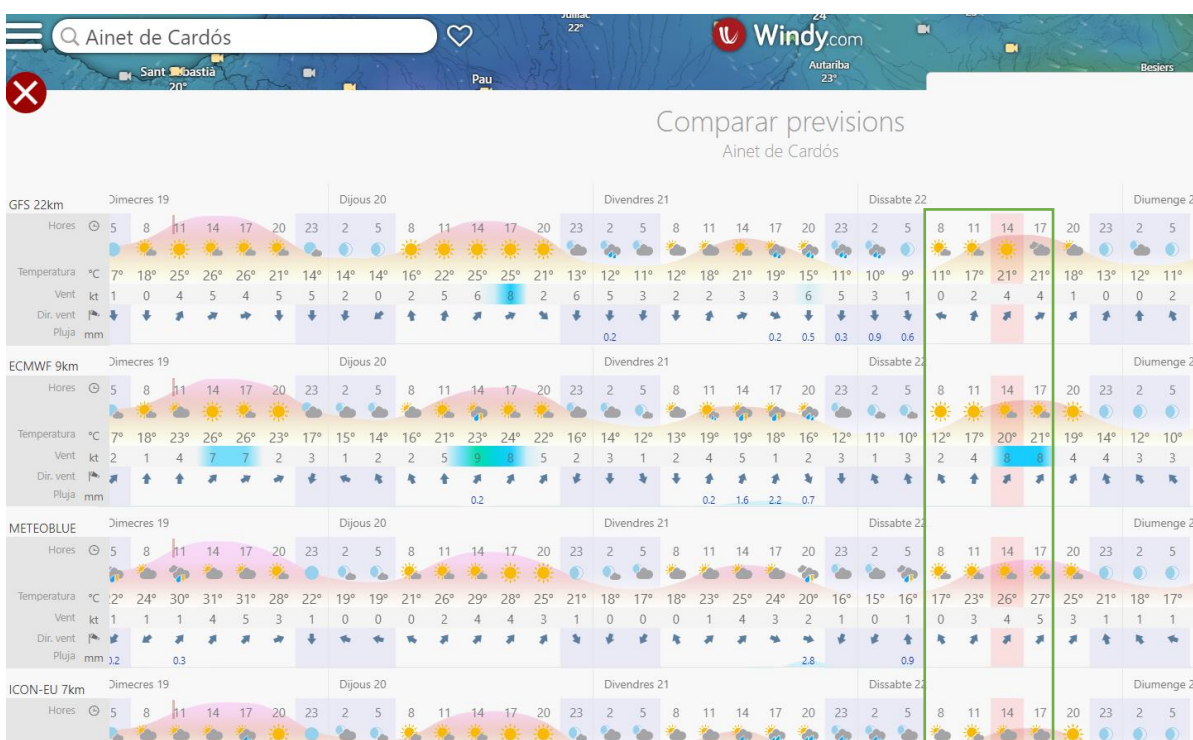 Juillac
22°
24°
Ainet de Cardós
Windy.com
Sant Sebastià
20°
Pau
Autariba
23°
Besiers
Comparar previsions
Ainet de Cardós
GFS 22km Dimecres 19 Dijous 20 Divendres 21 Dissabte 22 Diumenge 2
Hores 5 8 11 14 17 20 23 2 5 8 11 14 17 20 23 2 5 8 11 14 17 20 23 2 5 8 11 14 17 20 23 2 5
Temperatura °C 7° 18° 25° 26° 26° 21° 14° 14° 14° 16° 22° 25° 25° 21° 13° 12° 11° 12° 18° 21° 19° 15° 11° 10° 9° 11° 17° 21° 21° 18° 13° 12° 11°
Vent kt 1 0 4 5 4 5 5 2 0 2 5 6 8 2 6 5 3 2 2 3 3 6 5 3 1 0 2 4 4 1 0 0 2
Dir. vent
Pluja mm 0.2 0.2 0.5 0.3 0.9 0.6
ECMWF 9km Dimecres 19 Dijous 20 Divendres 21 Dissabte 22 Diumenge 2
Hores 5 8 11 14 17 20 23 2 5 8 11 14 17 20 23 2 5 8 11 14 17 20 23 2 5 8 11 14 17 20 23 2 5
Temperatura °C 7° 18° 23° 26° 26° 23° 17° 15° 14° 16° 21° 23° 24° 22° 16° 14° 12° 13° 19° 19° 18° 16° 12° 11° 10° 12° 17° 20° 21° 19° 14° 12° 10°
Vent kt 2 1 4 7 7 2 3 1 2 2 5 9 8 5 2 3 1 2 4 5 1 2 3 1 3 2 4 8 8 4 4 3 3
Dir. vent
Pluja mm 0.2 0.2 1.6 2.2 0.7
METEOBLUE Dimecres 19 Dijous 20 Divendres 21 Dissabte 22 Diumenge 2
Hores 5 8 11 14 17 20 23 2 5 8 11 14 17 20 23 2 5 8 11 14 17 20 23 2 5 8 11 14 17 20 23 2 5
Temperatura °C 22° 24° 30° 31° 31° 28° 22° 19° 19° 21° 26° 29° 28° 25° 21° 18° 17° 18° 23° 25° 24° 20° 16° 15° 16° 17° 23° 26° 27° 25° 21° 18° 17°
Vent kt 1 1 1 4 5 3 1 0 0 0 2 4 4 3 1 0 0 0 1 4 3 2 1 0 1 0 3 4 5 3 1 1 1
Dir. vent
Pluja mm 0.2 0.3 2.8 0.9
ICON-EU 7km Dimecres 19 Dijous 20 Divendres 21 Dissabte 22 Diumenge 2
Hores 5 8 11 14 17 20 23 2 5 8 11 14 17 20 23 2 5 8 11 14 17 20 23 2 5 8 11 14 17 20 23 2 5